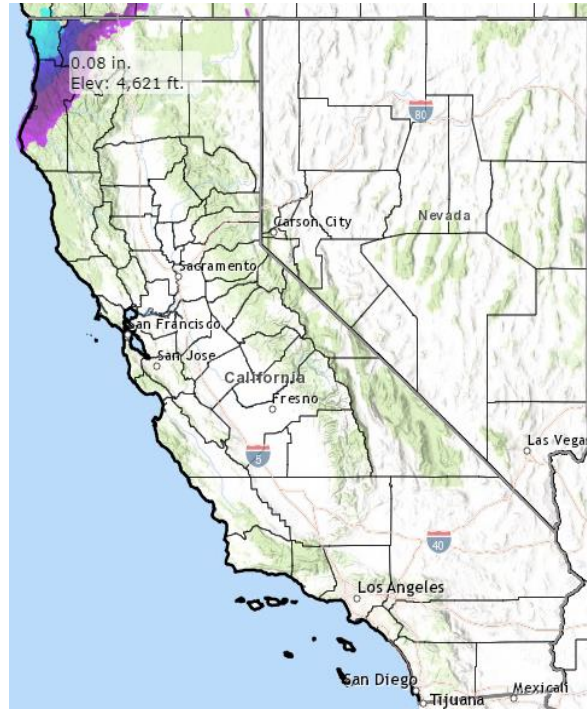 0.08 in.
Elev: 4,621 ft.
80
Nevada
Carson City
Sacramento
San Francisco
San Jose
California
Fresno
5
Las Vega
40
Los Angeles
San Diego
Tijuana
Mexicali